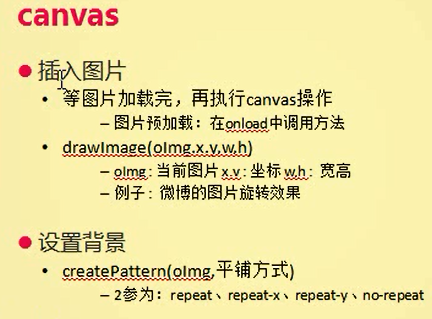 canvas
插入图片
等图片加载完，再执行canvas操作
– 图片预加载：在onload中调用方法
drawImage(oImg.x.y,w,h)
– oImg：当前图片 x.y：坐标 w,h：宽高
– 例子：微博的图片旋转效果
设置背景
createPattern(oImg,平铺方式)
– 2参为：repeat、repeat-x、repeat-y、no-repeat